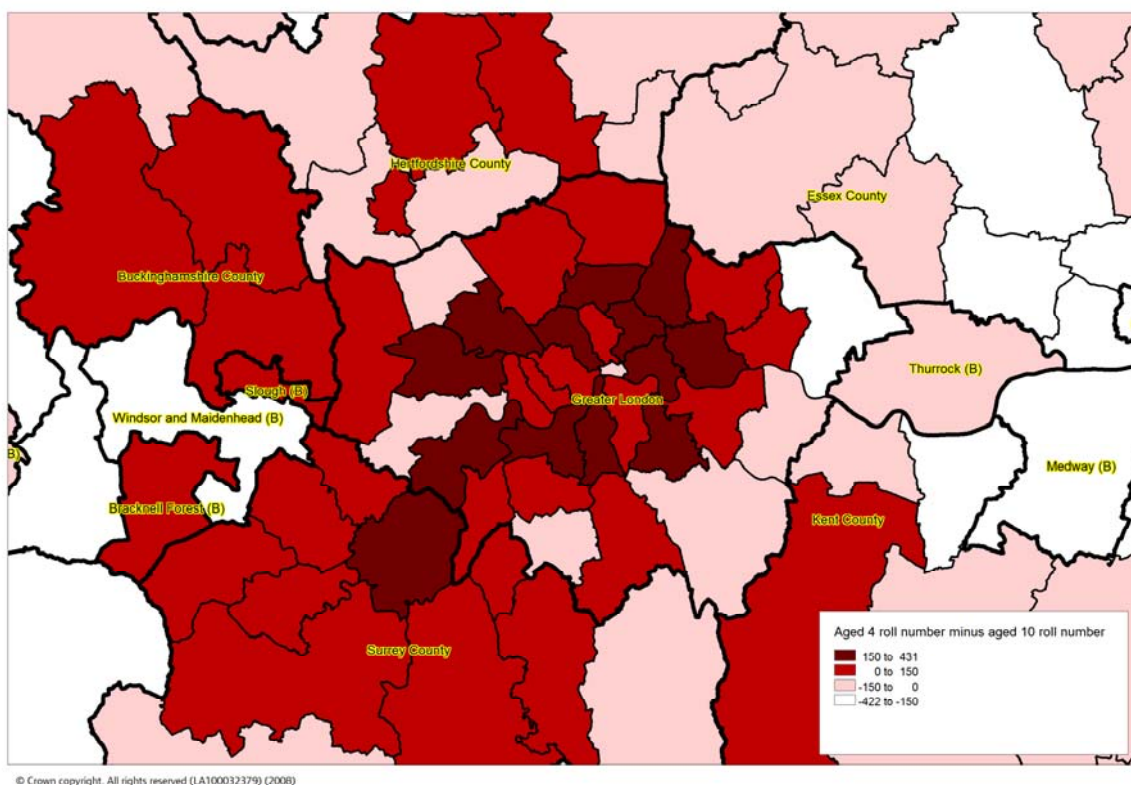 Hertfordshire County
Essex County
Buckinghamshire County
Thurrock (B)
Slough (B)
Greater London
Windsor and Maidenhead (B)
B)
Medway (B)
Bracknell Forest (B)
Kent County
Surrey County
Aged 4 roll number minus aged 10 roll number
150 to 431
0 to 150
-150 to 0
-422 to -150
© Crown copyright. All rights reserved (LA100032379) (2008)